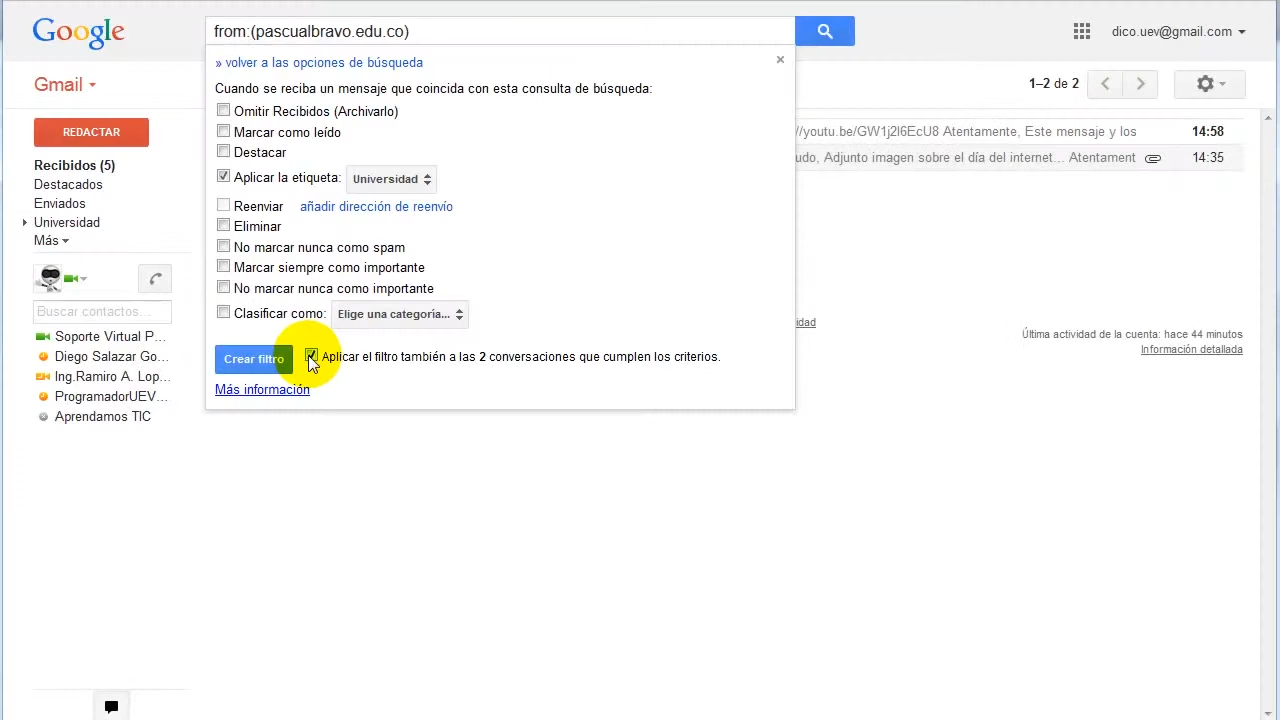 Google
from:(pascualbravo.edu.co)
dico.uev@gmail.com
» volver a las opciones de búsqueda
×
Gmail
1–2 de 2
Cuando se reciba un mensaje que coincida con esta consulta de búsqueda:
Omitir Recibidos (Archivarlo)
REDACTAR
Marcar como leído
//youtu.be/GW1j2l6EcU8 Atentamente, Este mensaje y los 14:58
Destacar
udo, Adjunto imagen sobre el día del internet... Atentament 14:35
Recibidos (5)
Aplicar la etiqueta: Universidad
Destacados
Enviados
Reenviar añadir dirección de reenvío
Universidad
Eliminar
Más
No marcar nunca como spam
Marcar siempre como importante
No marcar nunca como importante
Buscar contactos...
Clasificar como: Elige una categoría...
idad
Última actividad de la cuenta: hace 44 minutos
Información detallada
Soporte Virtual P...
Diego Salazar Go...
Crear filtro Aplicar el filtro también a las 2 conversaciones que cumplen los criterios.
Ing.Ramiro A. Lop...
Más información
ProgramadorUEV...
Aprendamos TIC